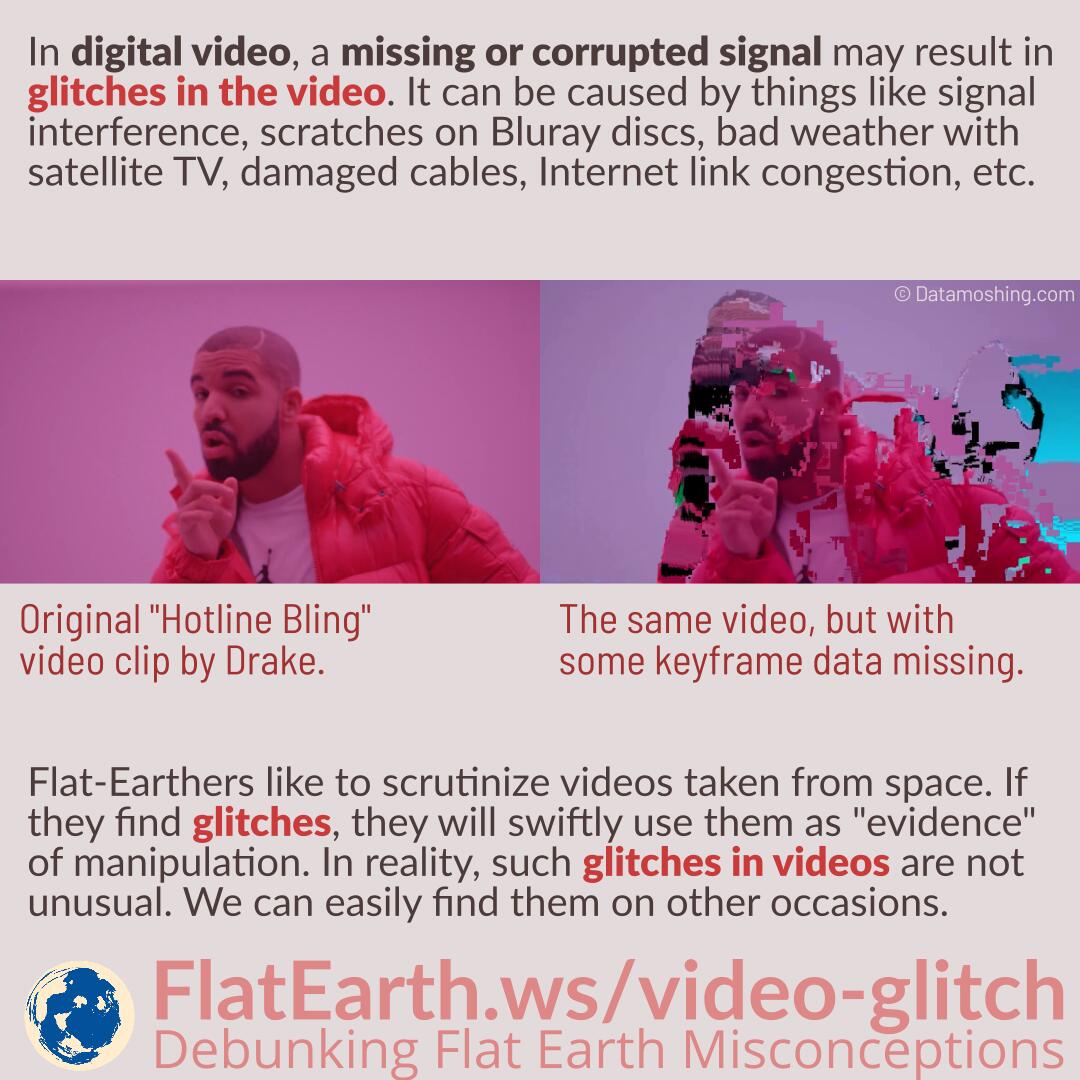 In digital video, a missing or corrupted signal may result in
glitches in the video. It can be caused by things like signal
interference, scratches on Bluray discs, bad weather with
satellite TV, damaged cables, Internet link congestion, etc.
© Datamoshing.com
Original "Hotline Bling"
video clip by Drake.
The same video, but with
some keyframe data missing.
Flat-Earthers like to scrutinize videos taken from space. If
they find glitches, they will swiftly use them as "evidence"
of manipulation. In reality, such glitches in videos are not
unusual. We can easily find them on other occasions.
FlatEarth.ws/video-glitch
Debunking Flat Earth Misconceptions